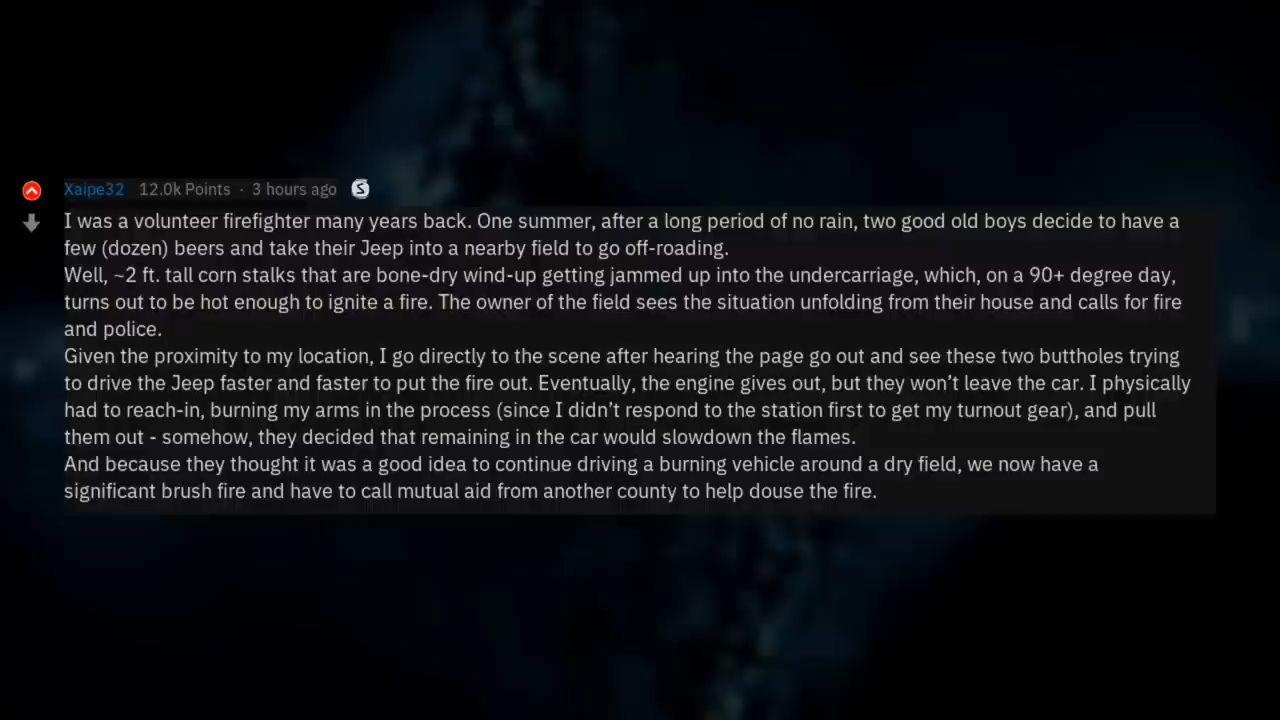 Xaipe32 12.0k Points · 3 hours ago
I was a volunteer firefighter many years back. One summer, after a long period of no rain, two good old boys decide to have a
few (dozen) beers and take their Jeep into a nearby field to go off-roading.
Well, ~2 ft. tall corn stalks that are bone-dry wind-up getting jammed up into the undercarriage, which, on a 90+ degree day,
turns out to be hot enough to ignite a fire. The owner of the field sees the situation unfolding from their house and calls for fire
and police.
Given the proximity to my location, I go directly to the scene after hearing the page go out and see these two buttholes trying
to drive the Jeep faster and faster to put the fire out. Eventually, the engine gives out, but they won’t leave the car. I physically
had to reach-in, burning my arms in the process (since I didn’t respond to the station first to get my turnout gear), and pull
them out - somehow, they decided that remaining in the car would slowdown the flames.
And because they thought it was a good idea to continue driving a burning vehicle around a dry field, we now have a
significant brush fire and have to call mutual aid from another county to help douse the fire.